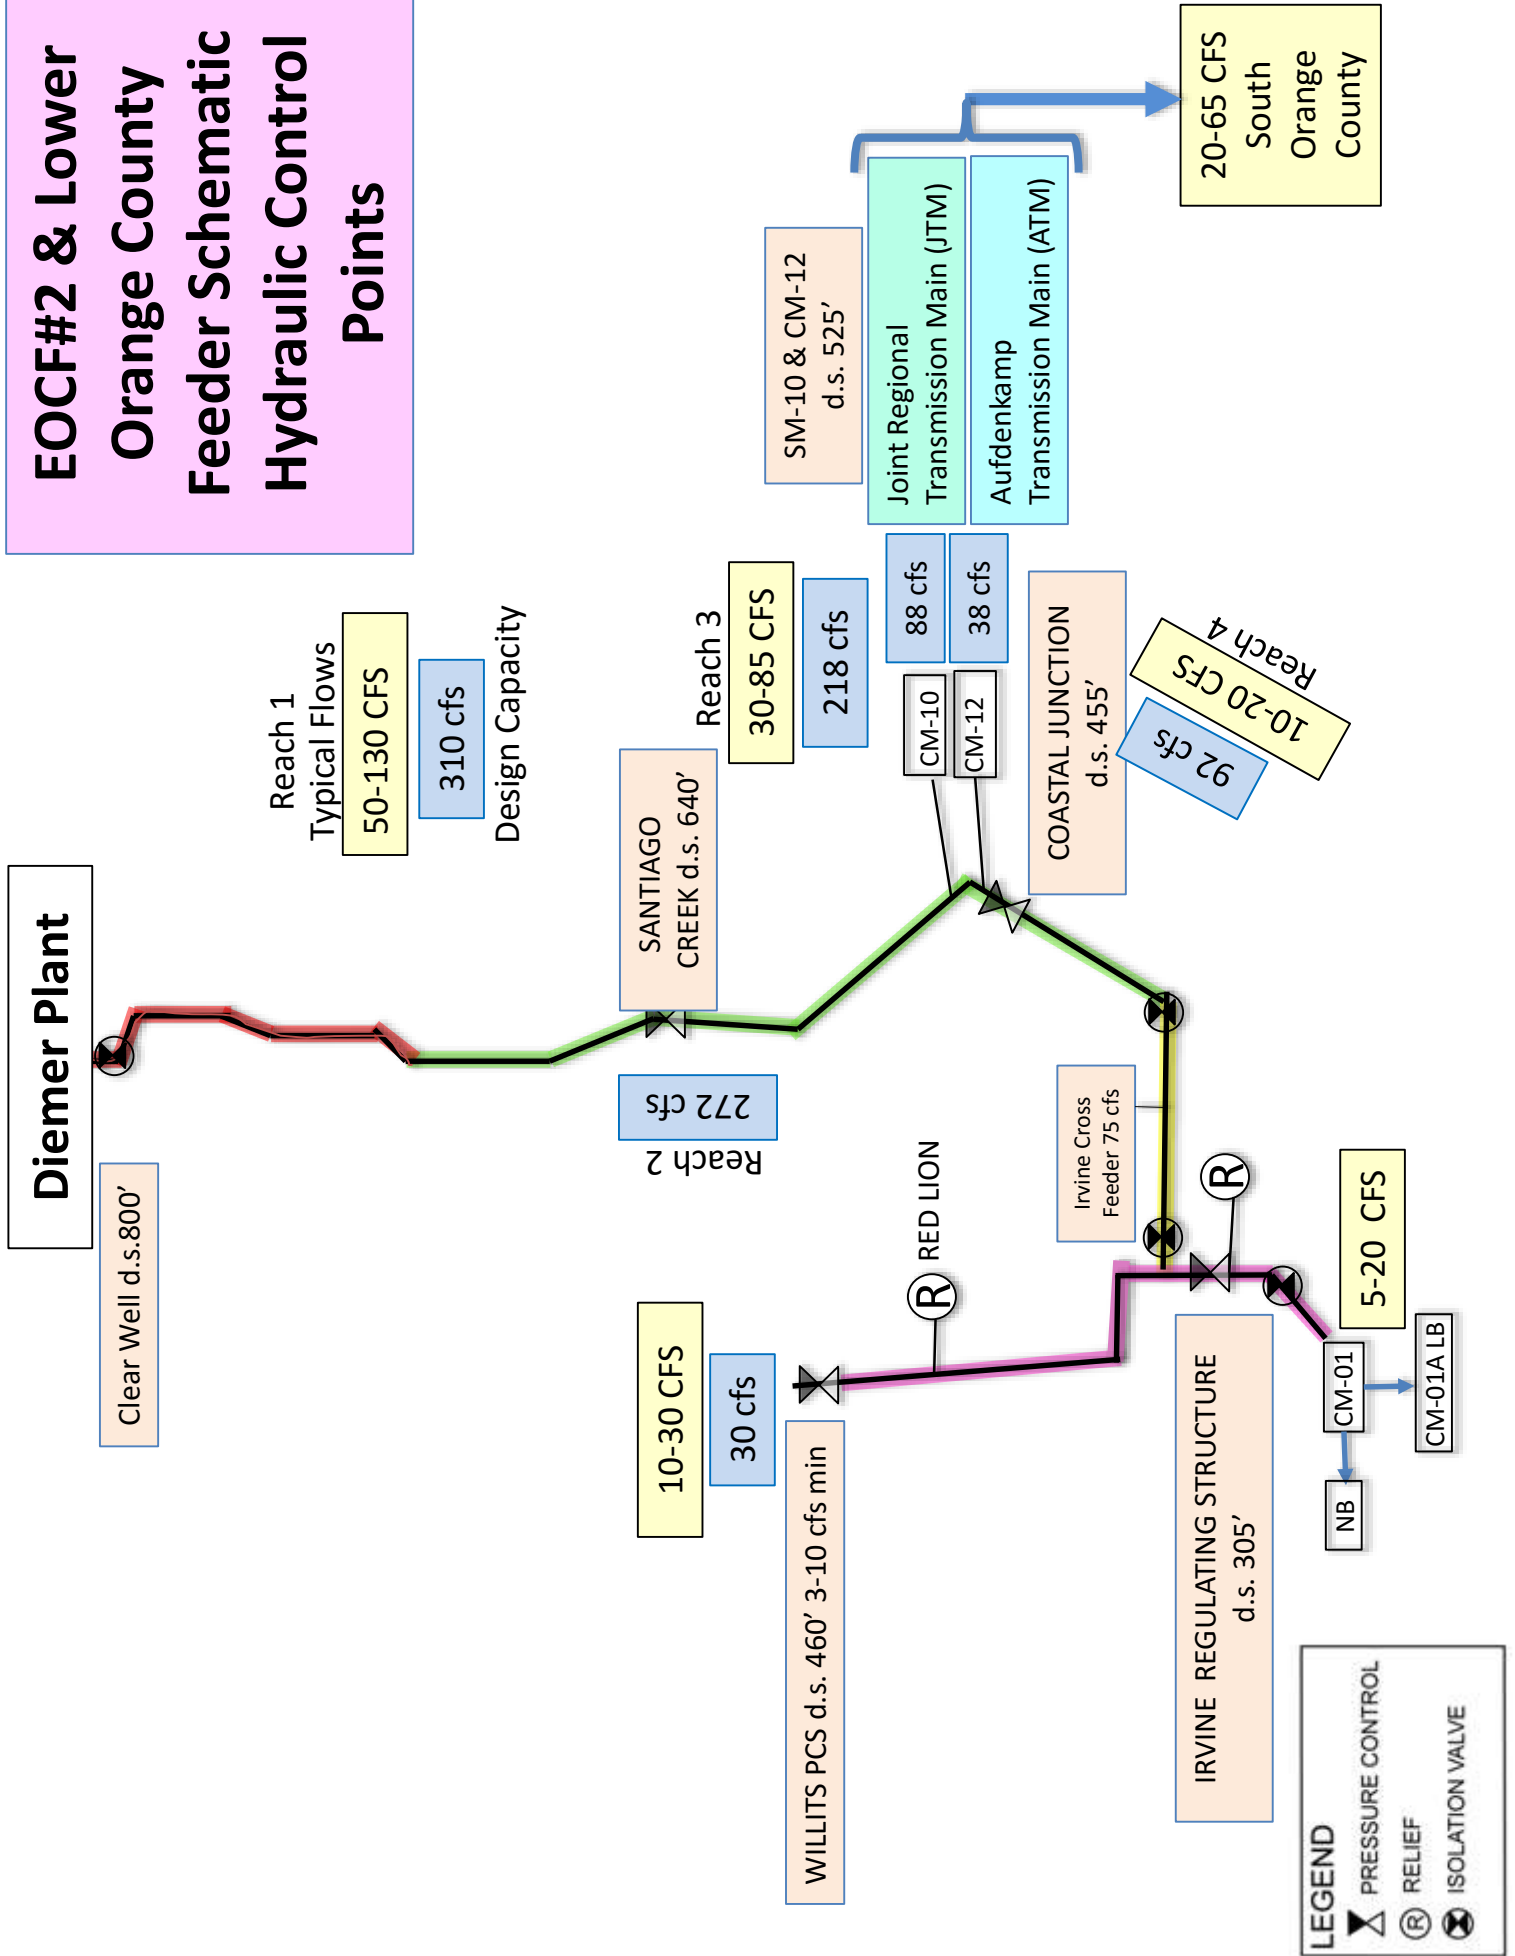 EOCF#2 & Lower
Orange County
Feeder Schematic
Hydraulic Control
Points
Diemer Plant
Clear Well d.s.800’
Reach 1
Typical Flows
50-130 CFS
310 cfs
Design Capacity
SANTIAGO
CREEK d.s. 640’
272 cfs
Reach 2
Reach 3
30-85 CFS
218 cfs
SM-10 & CM-12
d.s. 525’
Joint Regional
Transmission Main (JTM)
Aufdenkamp
Transmission Main (ATM)
88 cfs
38 cfs
CM-10
CM-12
20-65 CFS
South
Orange
County
COASTAL JUNCTION
d.s. 455’
Reach 4
10-20 CFS
92 cfs
Irvine Cross
Feeder 75 cfs
10-30 CFS
30 cfs
WILLITS PCS d.s. 460’ 3-10 cfs min
R
RED LION
R
IRVINE REGULATING STRUCTURE
d.s. 305’
5-20 CFS
CM-01
CM-01A LB
NB
LEGEND
PRESSURE CONTROL
R RELIEF
ISOLATION VALVE